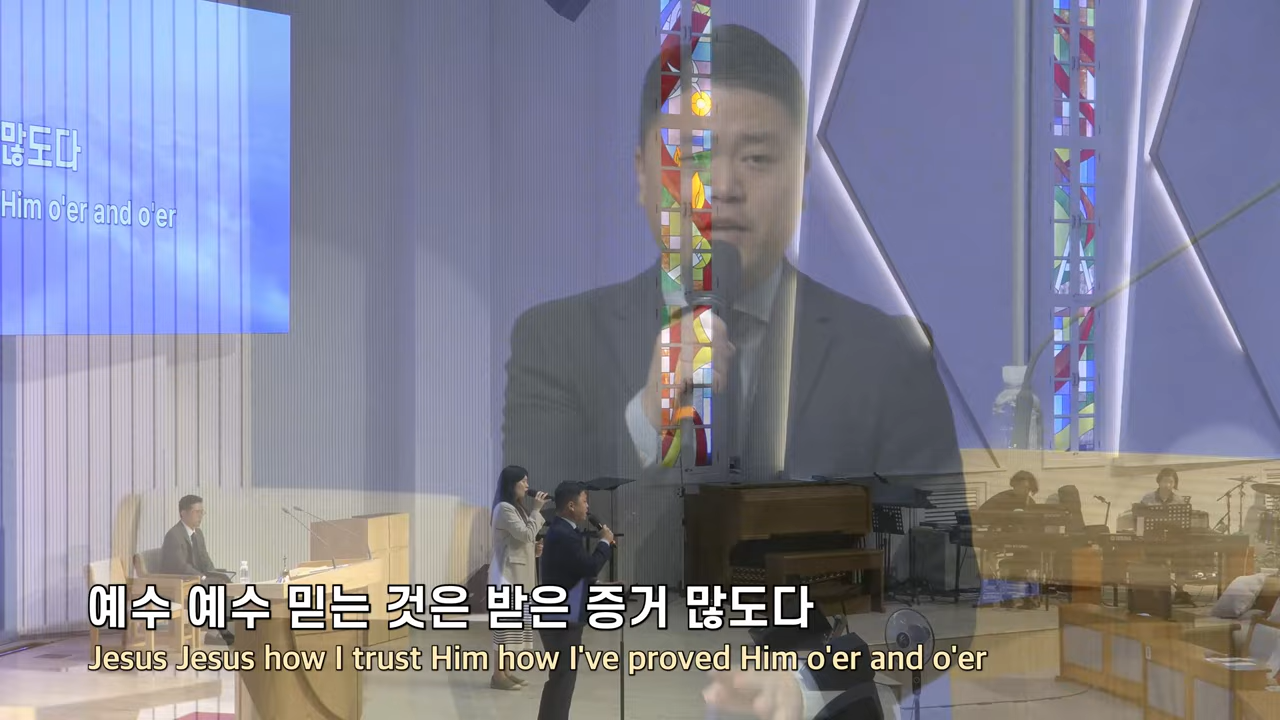 많도다
Him o'er and o'er
예수 예수 믿는 것은 받은 증거 많도다
Jesus Jesus how I trust Him how I've proved Him o'er and o'er